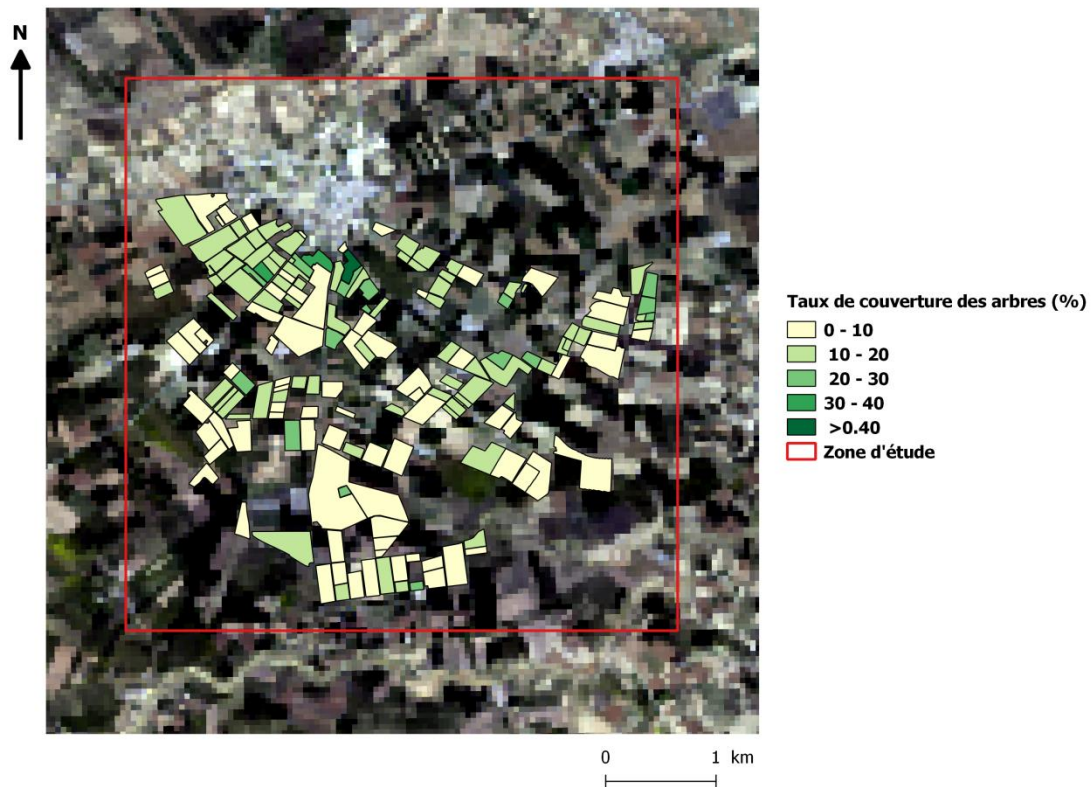 N
Taux de couverture des arbres (%)
0 - 10
10 - 20
20 - 30
30 - 40
>0.40
Zone d'étude
0 1 km